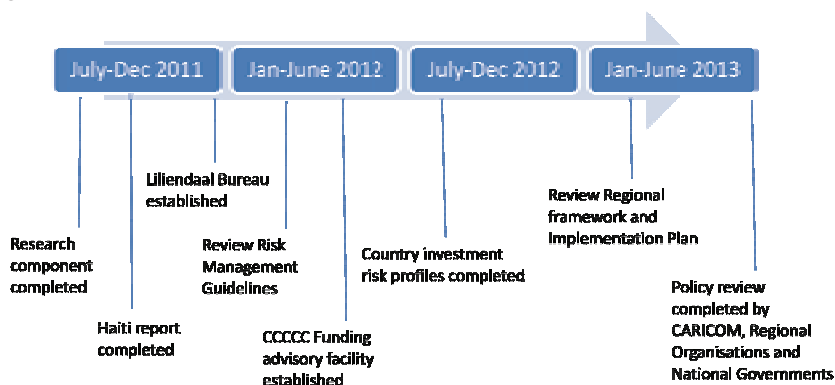 July-Dec 2011
Jan-June 2012
July-Dec 2012
Jan-June 2013
Research
component
completed
Haiti report
completed
Liliendaal Bureau
established
Review Risk
Management
Guidelines
CCCCC Funding
advisory facility
established
Country investment
risk profiles completed
Review Regional
framework and
Implementation Plan
Policy review
completed by
CARICOM, Regional
Organisations and
National Governments